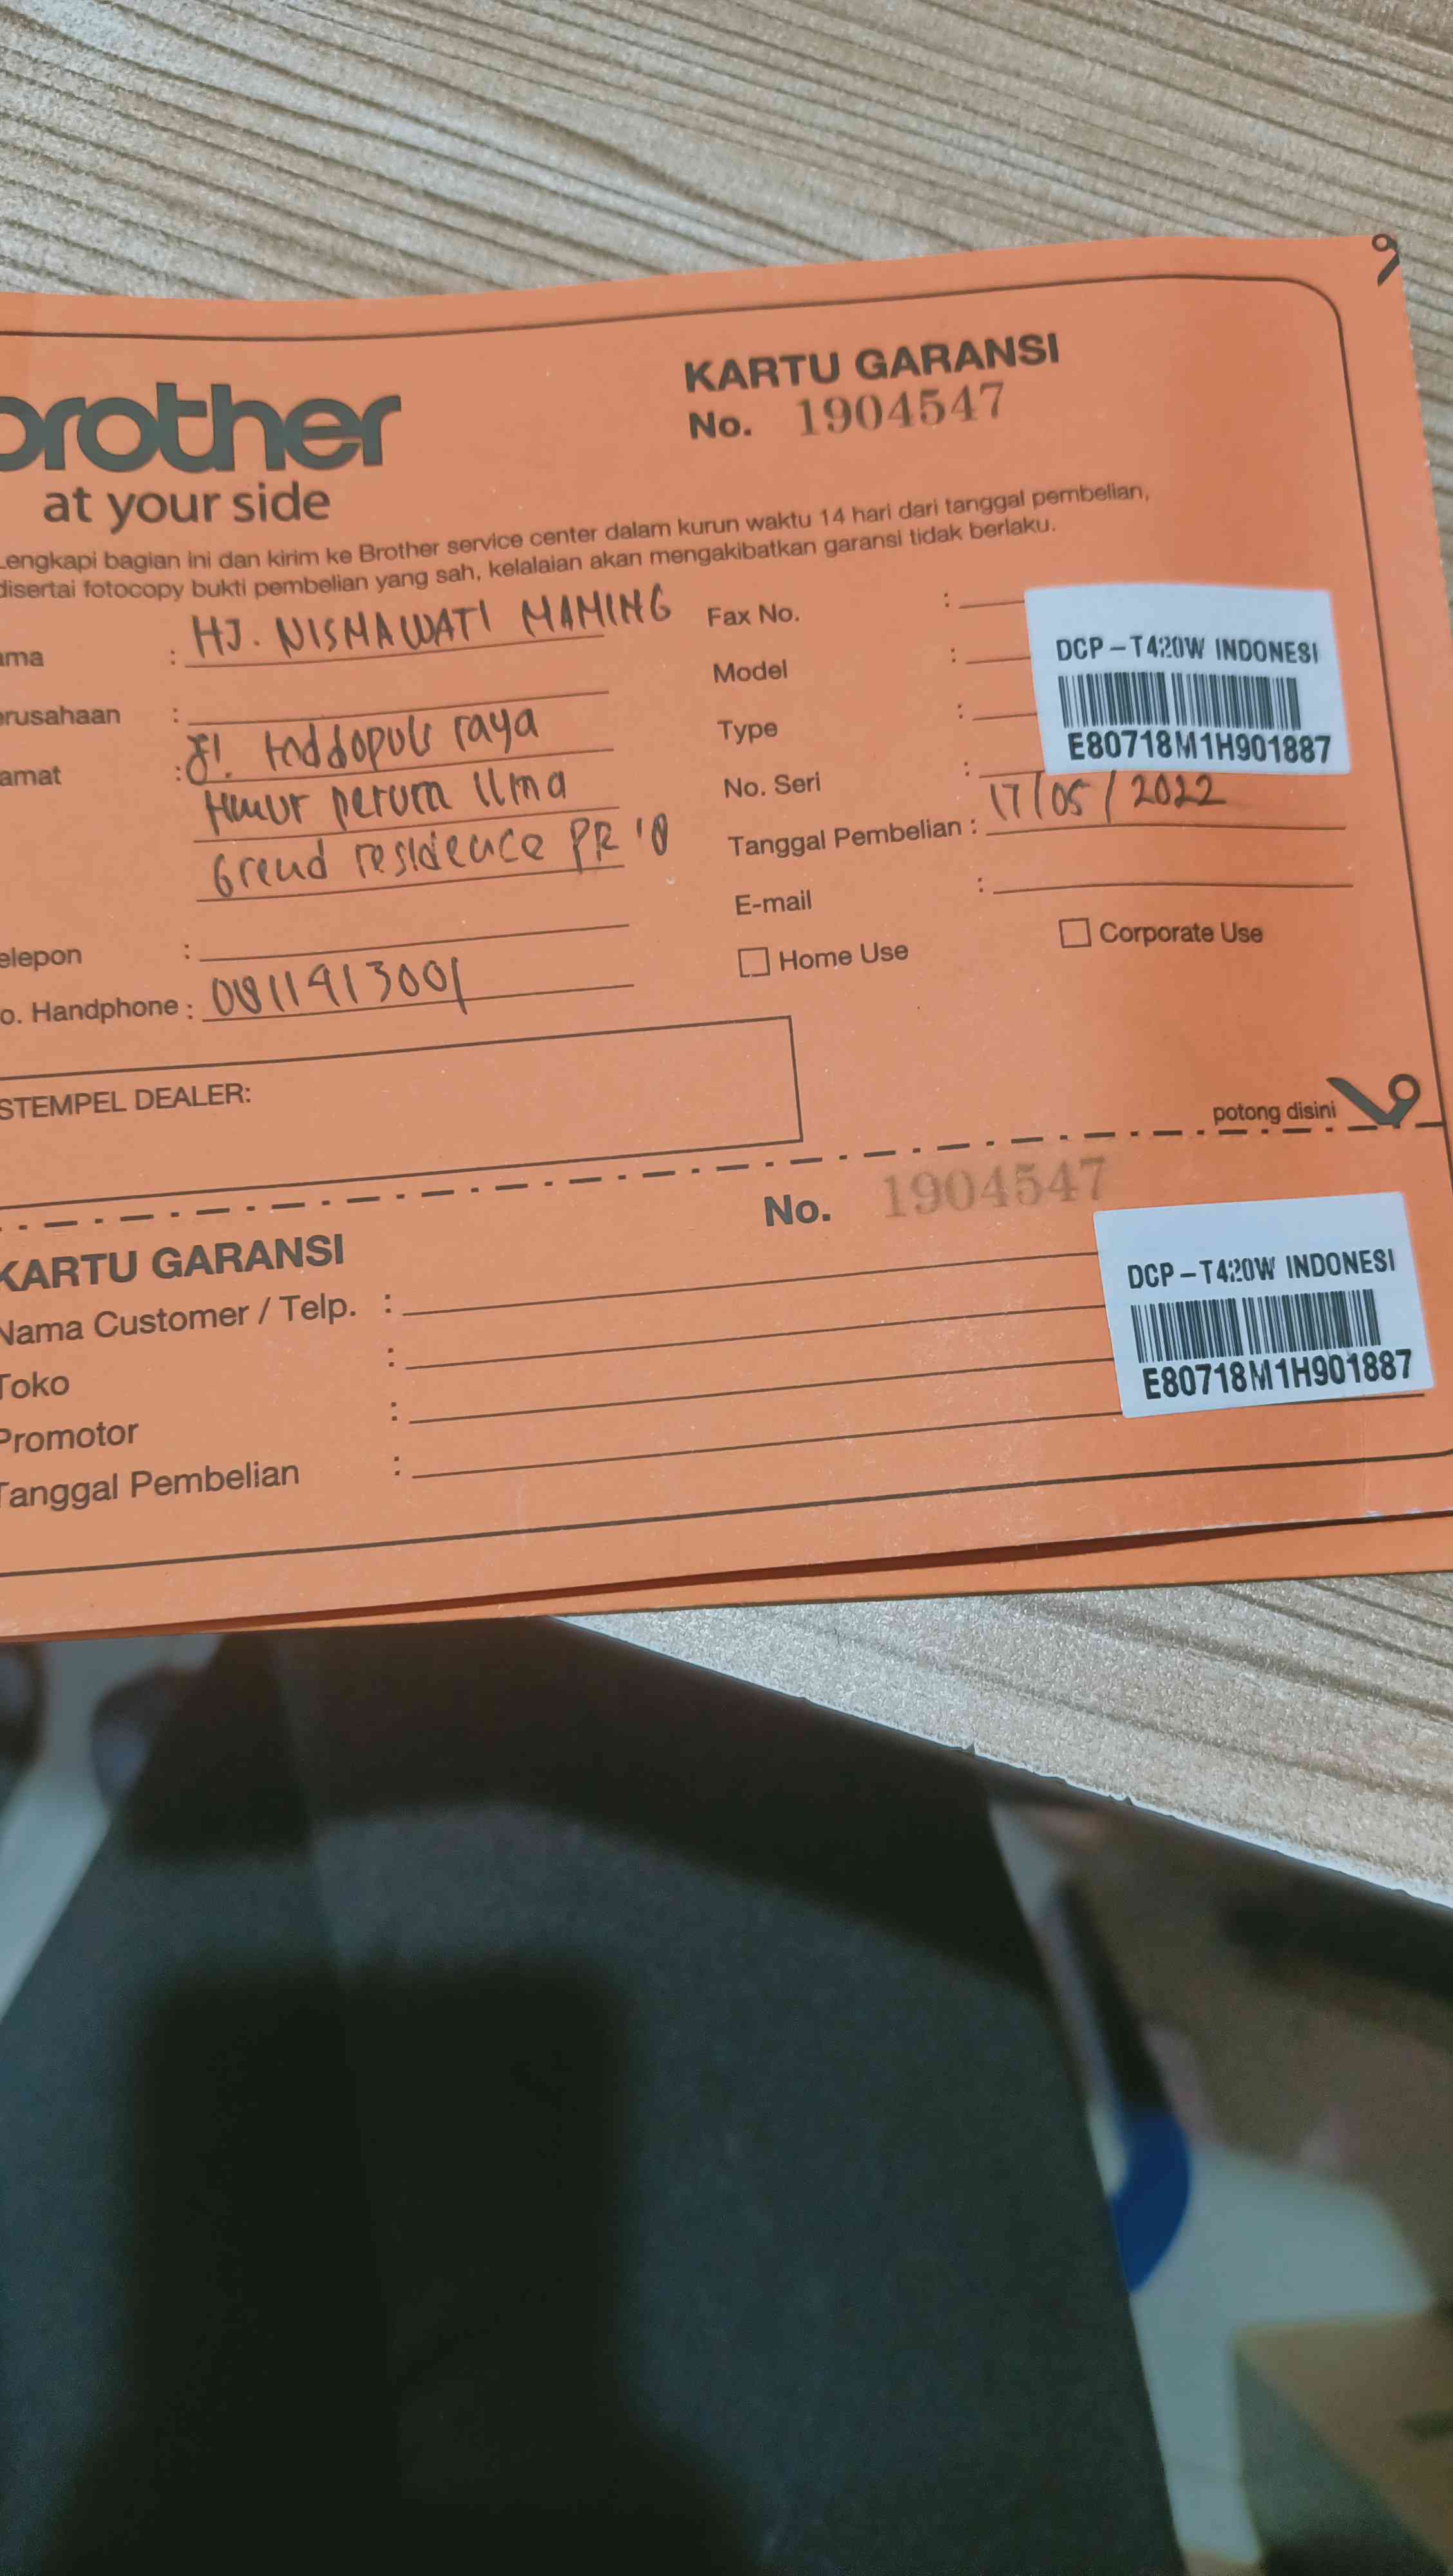 brother
at your side
KARTU GARANSI
No. 1904547
Lengkapi bagian ini dan kirim ke Brother service center dalam kurun waktu 14 hari dari tanggal pembelian,
disertai fotocopy bukti pembelian yang sah, kelalaian akan mengakibatkan garansi tidak berlaku.
ama : HJ. NISMAWATI MAMING
erusahaan :
amat : Jl. toddopuli raya
timur perum lima
Grend residence PR 10
elepon :
o. Handphone : 0811413001
Fax No. :
Model :
Type :
No. Seri :
DCP-T420W INDONESI
E80718M1H901887
Tanggal Pembelian : 17/05/2022
E-mail :
Home Use
Corporate Use
STEMPEL DEALER:
potong disini
KARTU GARANSI
No. 1904547
Nama Customer / Telp. :
Toko :
Promotor :
Tanggal Pembelian :
DCP-T420W INDONESI
E80718M1H901887